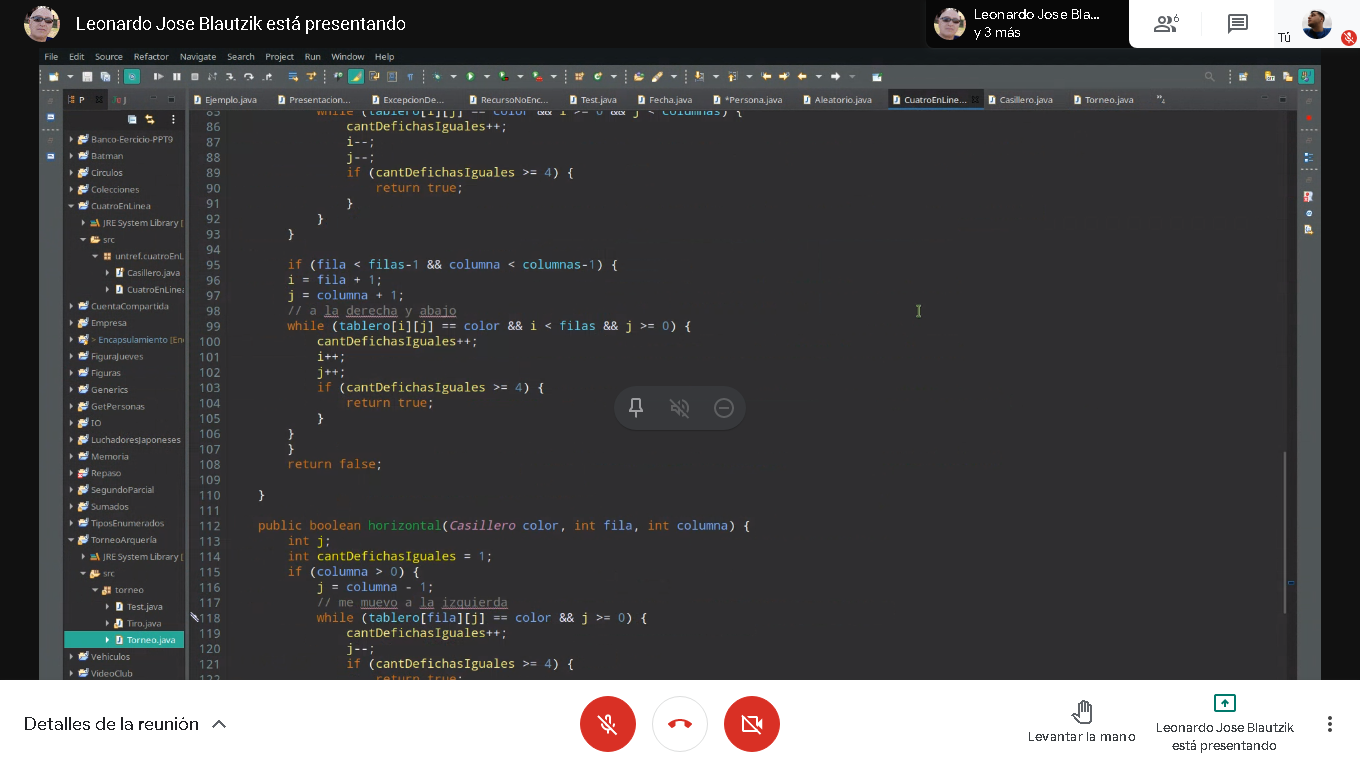 Leonardo Jose Blautzik está presentando
Leonardo Jose Bla...
y 3 más
6
Tú
File Edit Source Refactor Navigate Search Project Run Window Help
P J
Ejemplo.java Presentacion... ExcepcionDe... RecursoNoEnc... Test.java Fecha.java *Persona.java Aleatorio.java CuatroEnLine... Casillero.java Torneo.java
Banco-Eercicio-PPT9
Batman
Circulos
Colecciones
CuatroEnLinea
JRE System Library [
src
untref.cuatroEnL
Casillero.java
CuatroEnLinea
CuentaCompartida
Empresa
> Encapsulamiento [En
FiguraJueves
Figuras
Generics
GetPersonas
IO
LuchadoresJaponeses
Memoria
Repaso
SegundoParcial
Sumados
TiposEnumerados
TorneoArquería
JRE System Library [
src
torneo
Test.java
Tiro.java
Torneo.java
Vehiculos
VideoClub
85 while (tablero[i][j] == color && i >= 0 && j < columnas) {
86 cantDefichasIguales++;
87 i--;
88 j--;
89 if (cantDefichasIguales >= 4) {
90 return true;
91 }
92 }
93 }
94
95 if (fila < filas-1 && columna < columnas-1) {
96 i = fila + 1;
97 j = columna + 1;
98 // a la derecha y abajo
99 while (tablero[i][j] == color && i < filas && j >= 0) {
100 cantDefichasIguales++;
101 i++;
102 j++;
103 if (cantDefichasIguales >= 4) {
104 return true;
105 }
106 }
107 }
108 return false;
109
110 }
111
112 public boolean horizontal(Casillero color, int fila, int columna) {
113 int j;
114 int cantDefichasIguales = 1;
115 if (columna > 0) {
116 j = columna - 1;
117 // me muevo a la izquierda
118 while (tablero[fila][j] == color && j >= 0) {
119 cantDefichasIguales++;
120 j--;
121 if (cantDefichasIguales >= 4) {
122 return true;
Detalles de la reunión
Levantar la mano
Leonardo Jose Blautzik
está presentando